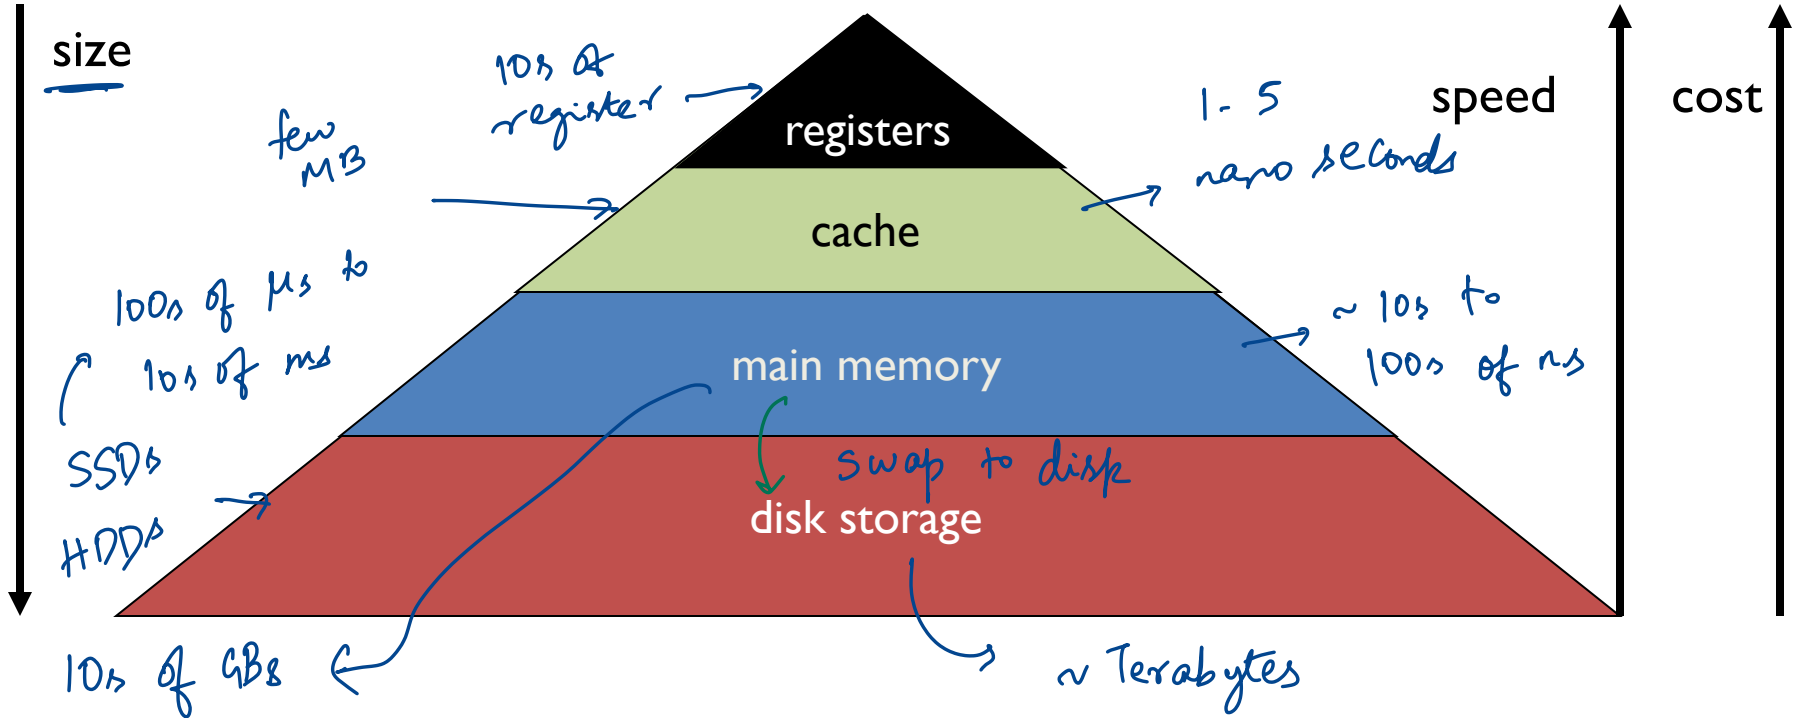 size
10s of
register
registers
1 - 5
nano seconds
speed
cost
few
MB
cache
100s of μs to
10s of ms
main memory
~ 10s to
100s of ns
SSDs
HDDs
swap to disk
disk storage
10s of GBs
~ Terabytes